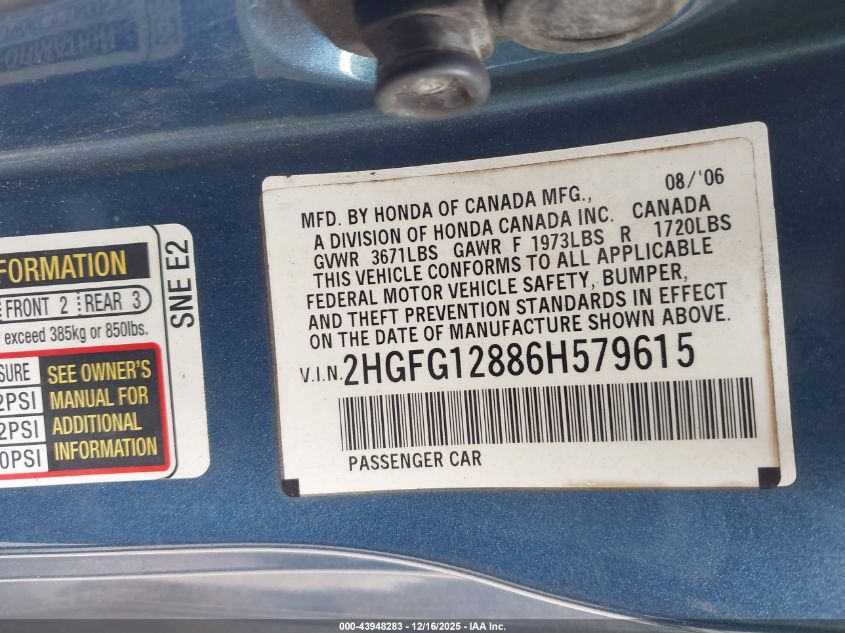 FORMATION
FRONT 2 REAR 3
exceed 385kg or 850lbs.
SURE
2PSI
2PSI
0PSI
SEE OWNER'S
MANUAL FOR
ADDITIONAL
INFORMATION
SNE E2
08/'06
MFD. BY HONDA OF CANADA MFG.,
A DIVISION OF HONDA CANADA INC. CANADA
GVWR 3671LBS GAWR F 1973LBS R 1720LBS
THIS VEHICLE CONFORMS TO ALL APPLICABLE
FEDERAL MOTOR VEHICLE SAFETY, BUMPER,
AND THEFT PREVENTION STANDARDS IN EFFECT
ON THE DATE OF MANUFACTURE SHOWN ABOVE.
V.I.N. 2HGFG12886H579615
PASSENGER CAR
000-43948283 - 12/16/2025 - IAA Inc.